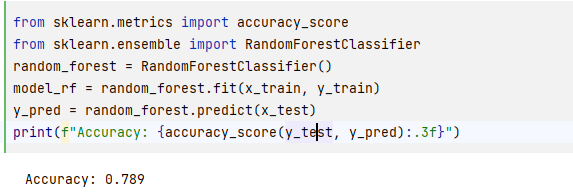 from sklearn.metrics import accuracy_score
from sklearn.ensemble import RandomForestClassifier
random_forest = RandomForestClassifier()
model_rf = random_forest.fit(x_train, y_train)
y_pred = random_forest.predict(x_test)
print(f"Accuracy: {accuracy_score(y_test, y_pred):.3f}")
Accuracy: 0.789